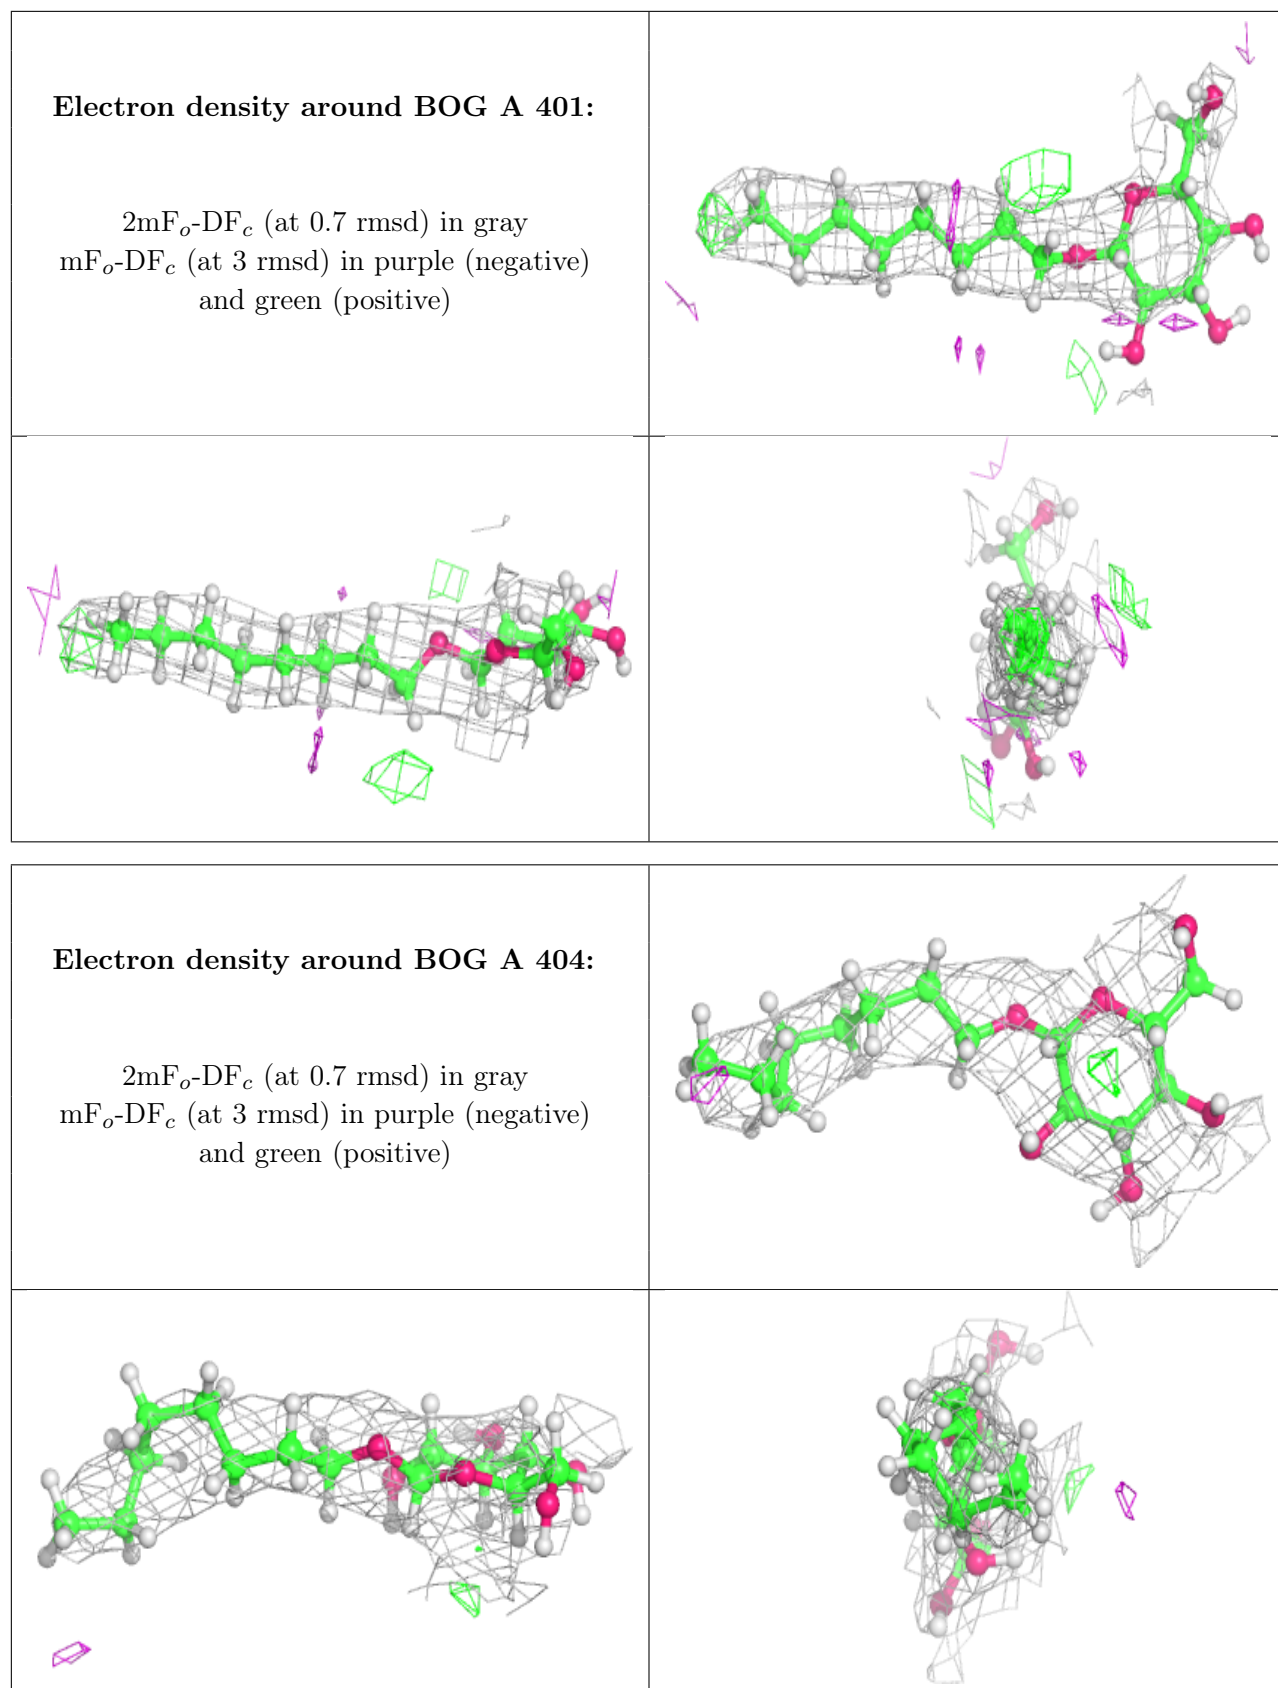 Electron density around BOG A 401:
2mFo-DFc (at 0.7 rmsd) in gray
mFo-DFc (at 3 rmsd) in purple (negative)
and green (positive)
Electron density around BOG A 404:
2mFo-DFc (at 0.7 rmsd) in gray
mFo-DFc (at 3 rmsd) in purple (negative)
and green (positive)